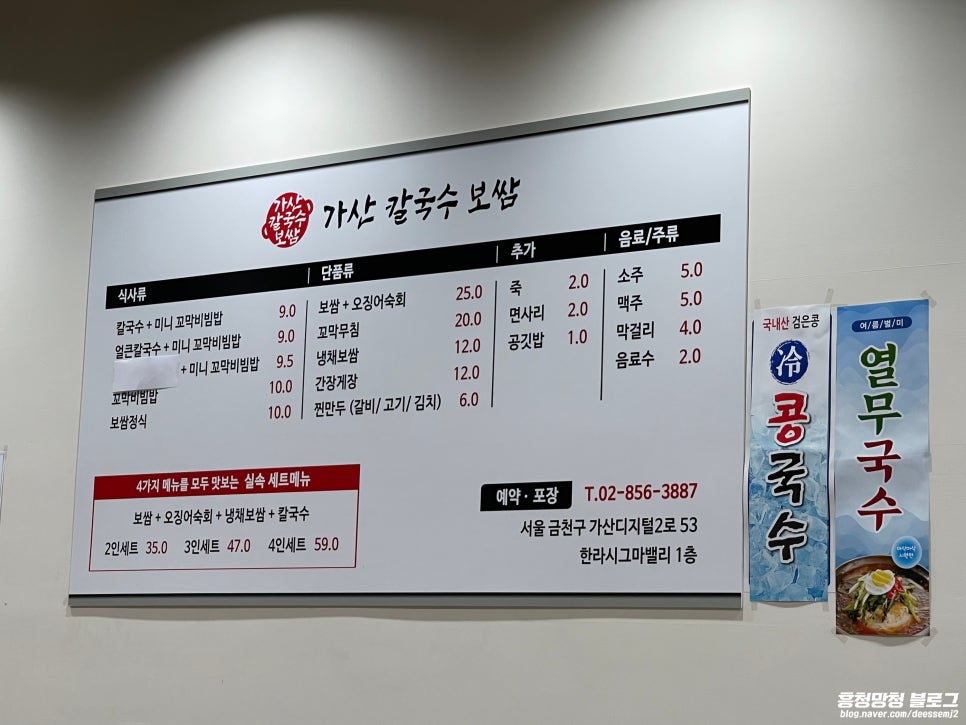 가산
칼국수
보쌈
가산 칼국수 보쌈
식사류
칼국수 + 미니 꼬막비빔밥 9.0
얼큰칼국수 + 미니 꼬막비빔밥 9.0
+ 미니 꼬막비빔밥 9.5
꼬막비빔밥 10.0
보쌈정식 10.0
단품류
보쌈 + 오징어숙회 25.0
꼬막무침 20.0
냉채보쌈 12.0
간장게장 12.0
찐만두 (갈비/ 고기/ 김치) 6.0
추가
죽 2.0
면사리 2.0
공깃밥 1.0
음료/주류
소주 5.0
맥주 5.0
막걸리 4.0
음료수 2.0
4가지 메뉴를 모두 맛보는 실속 세트메뉴
보쌈 + 오징어숙회 + 냉채보쌈 + 칼국수
2인세트 35.0 3인세트 47.0 4인세트 59.0
예약 · 포장 T.02-856-3887
서울 금천구 가산디지털2로 53
한라시그마밸리 1층
국내산 검은콩
冷
콩국수
여/름/별/미
열무국수
흥청망청 블로그
blog.naver.com/deessemj2